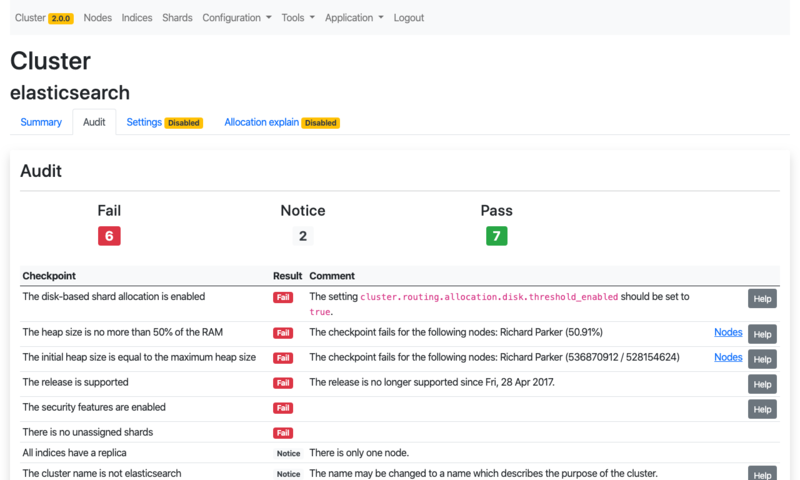 Cluster 2.0.0 Nodes Indices Shards Configuration Tools Application Logout
Cluster
elasticsearch
Summary Audit Settings Disabled Allocation explain Disabled
Audit
Fail Notice Pass
6 2 7
Checkpoint Result Comment
The disk-based shard allocation is enabled Fail The setting cluster.routing.allocation.disk.threshold_enabled should be set to Help
true.
The heap size is no more than 50% of the RAM Fail The checkpoint fails for the following nodes: Richard Parker (50.91%) Nodes Help
The initial heap size is equal to the maximum heap size Fail The checkpoint fails for the following nodes: Richard Parker (536870912 / 528154624) Nodes Help
The release is supported Fail The release is no longer supported since Fri, 28 Apr 2017. Help
The security features are enabled Fail Help
There is no unassigned shards Fail
All indices have a replica Notice There is only one node.
The cluster name is not elasticsearch Notice The name may be changed to a name which describes the purpose of the cluster. Help